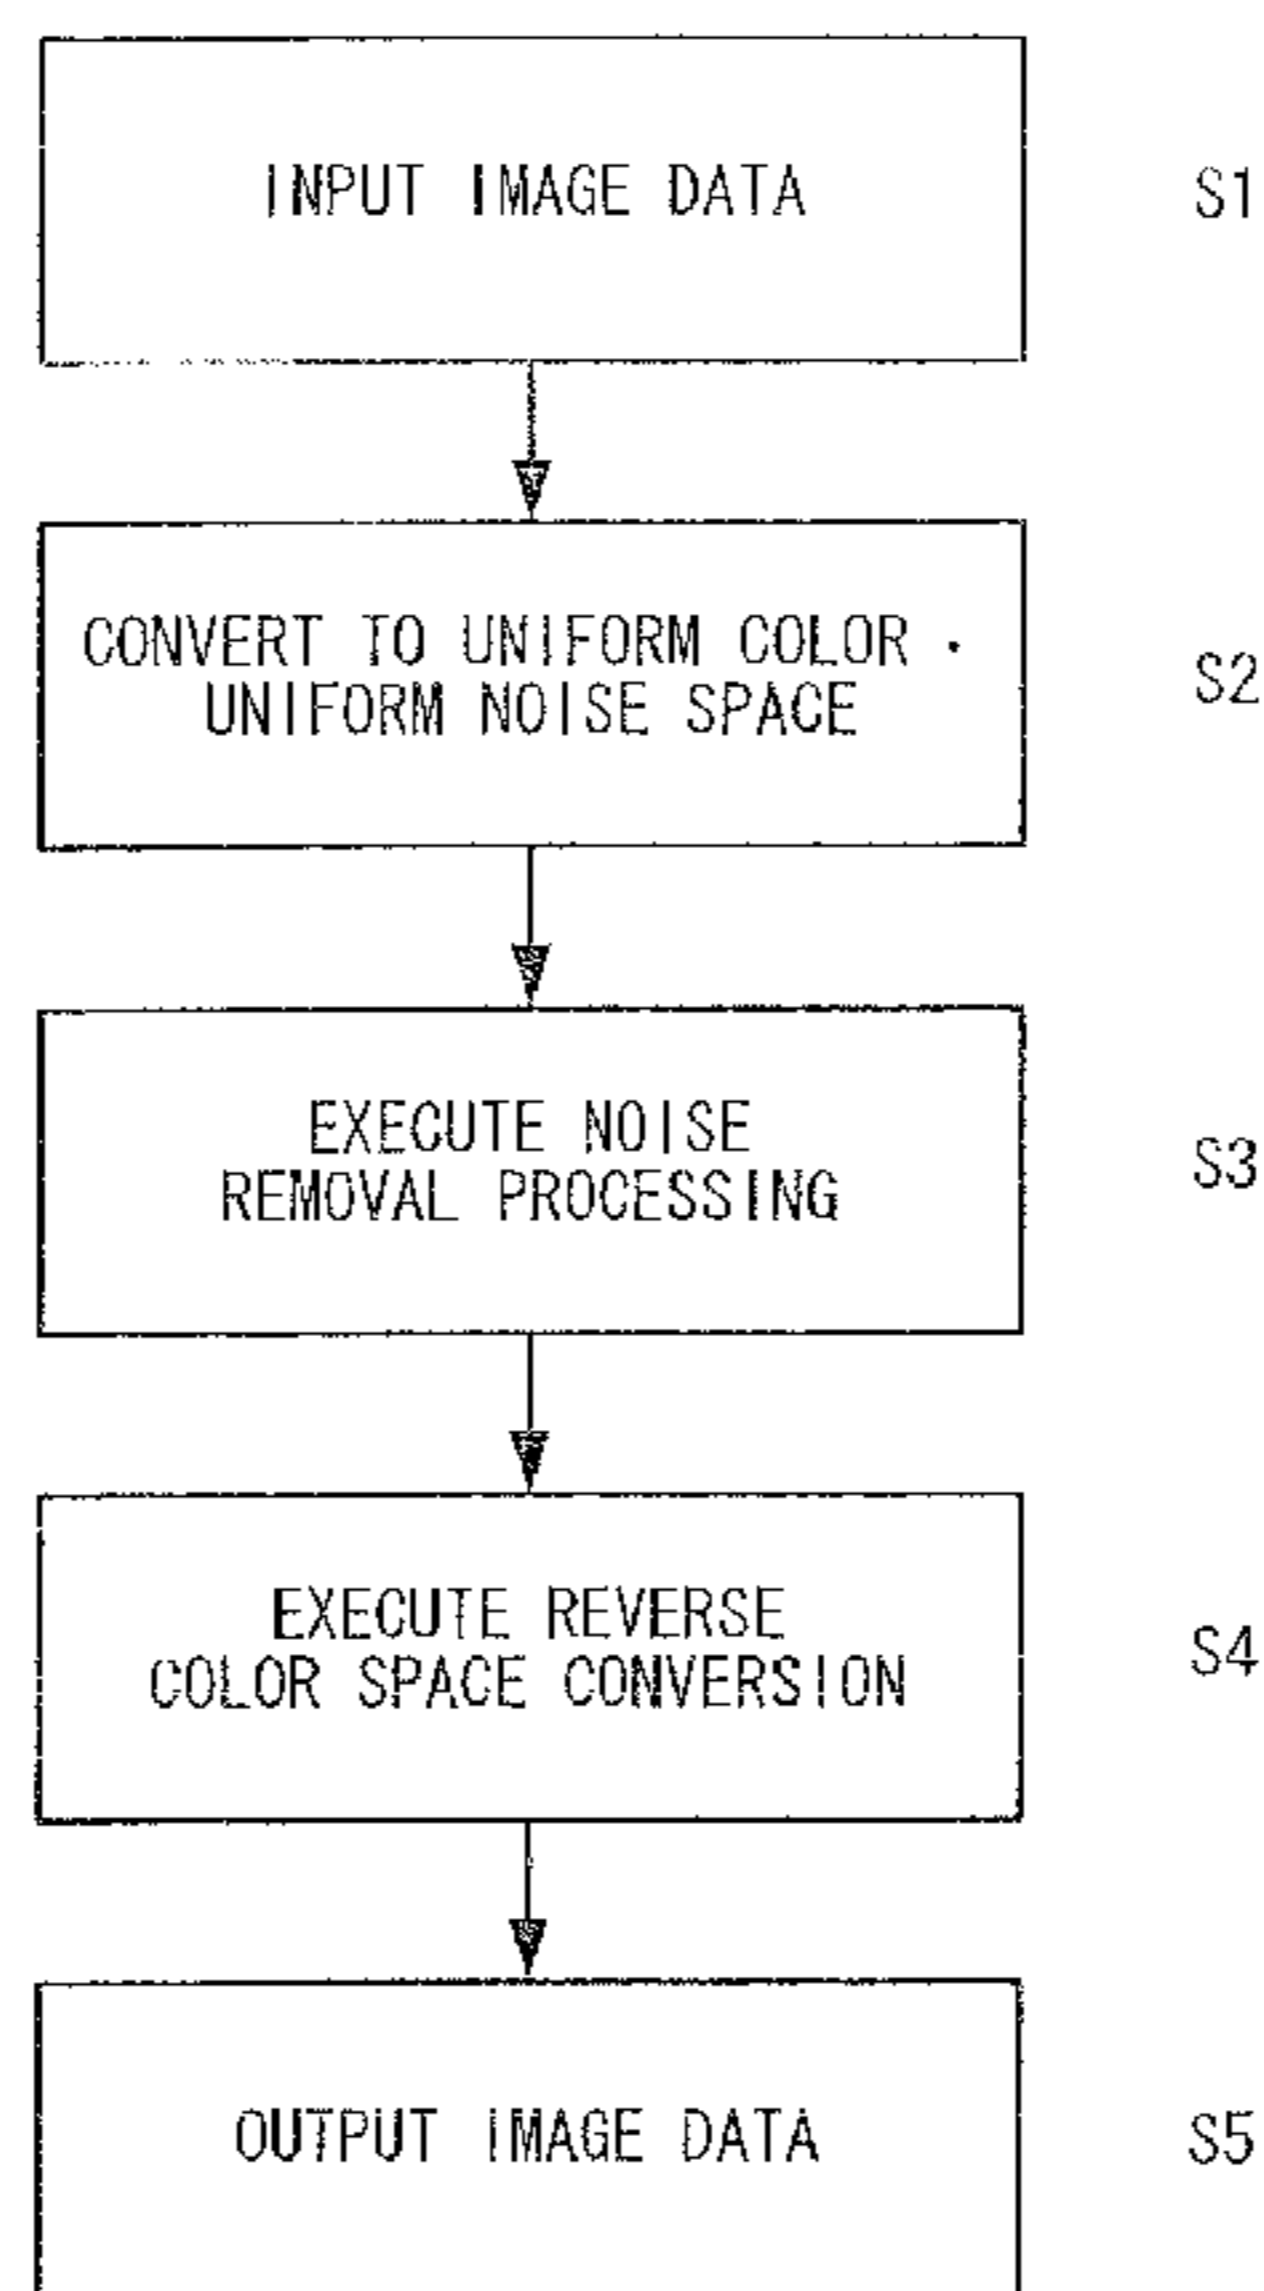 INPUT IMAGE DATA
S1
CONVERT TO UNIFORM COLOR ·
UNIFORM NOISE SPACE
S2
EXECUTE NOISE
REMOVAL PROCESSING
S3
EXECUTE REVERSE
COLOR SPACE CONVERSION
S4
OUTPUT IMAGE DATA
S5